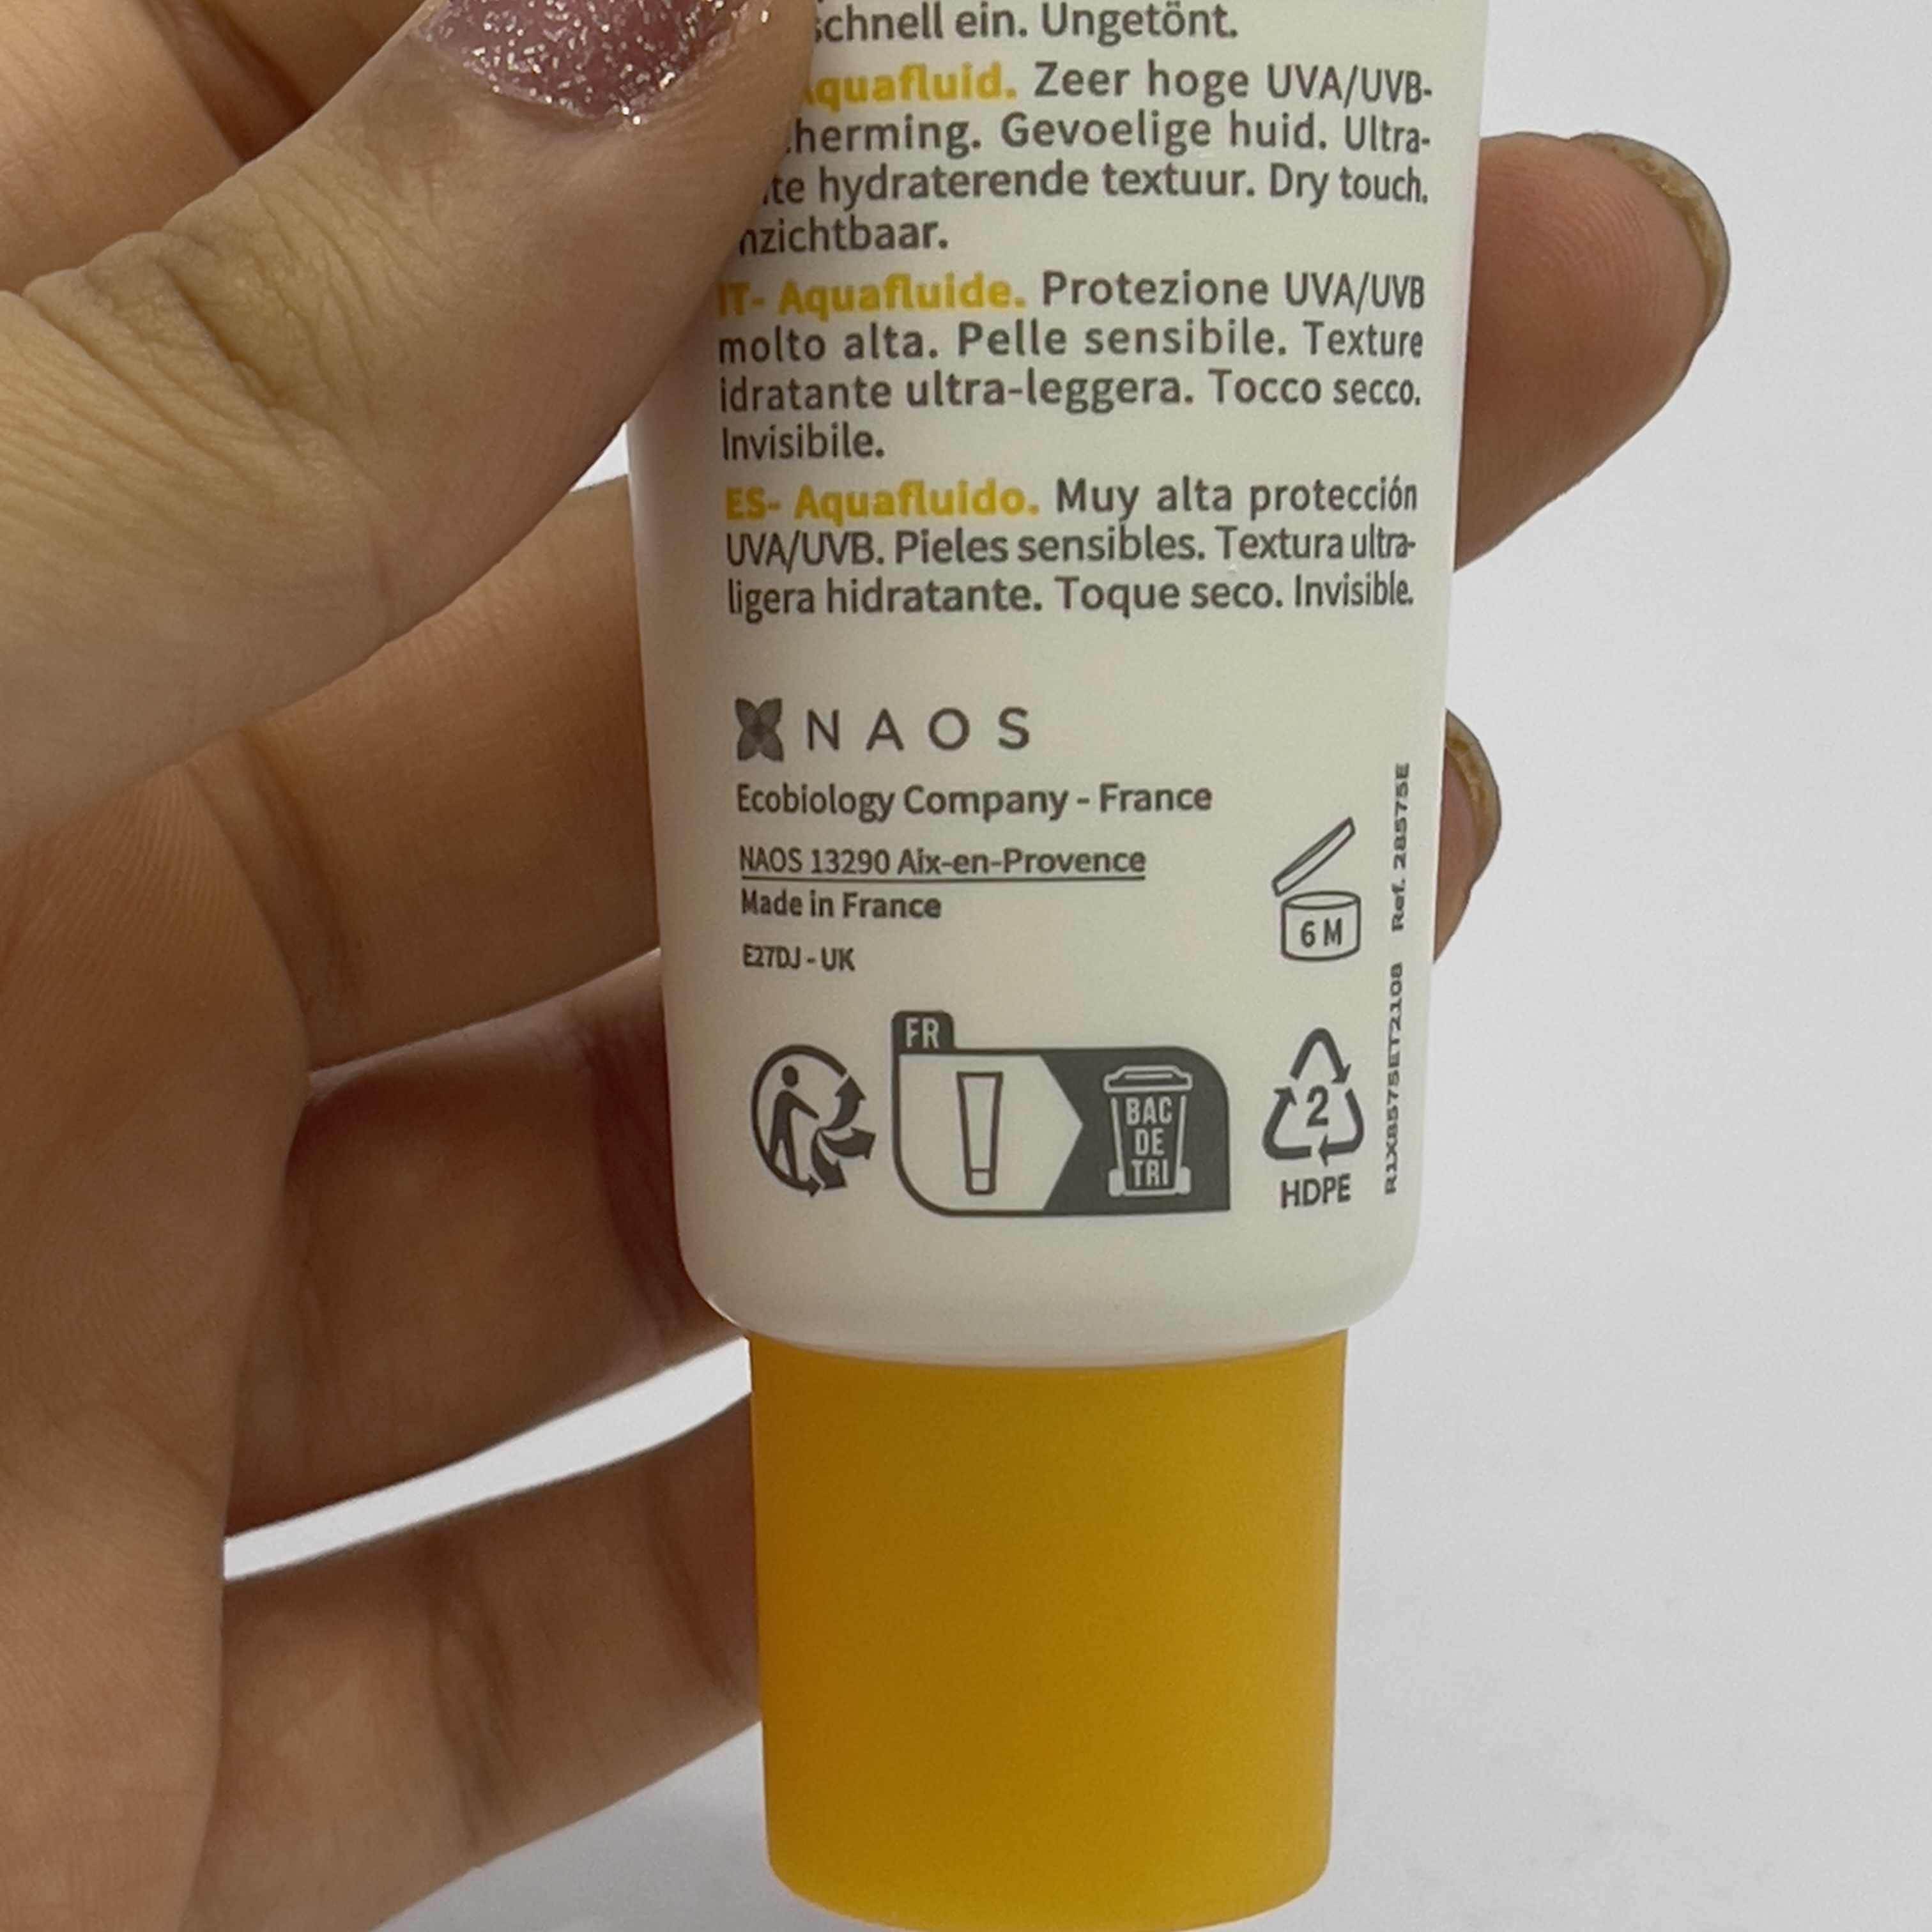 schnell ein. Ungetönt.
Aquafluid. Zeer hoge UVA/UVB-
herming. Gevoelige huid. Ultra-
te hydraterende textuur. Dry touch.
nzichtbaar.
IT- Aquafluide. Protezione UVA/UVB
molto alta. Pelle sensibile. Texture
idratante ultra-leggera. Tocco secco.
Invisibile.
ES- Aquafluido. Muy alta protección
UVA/UVB. Pieles sensibles. Textura ultra-
ligera hidratante. Toque seco. Invisible.
NAOS
Ecobiology Company - France
NAOS 13290 Aix-en-Provence
Made in France
E27DJ - UK
6 M
FR
BAC
DE
TRI
2
HDPE
R1X8575ET2108 Ref. 28575E